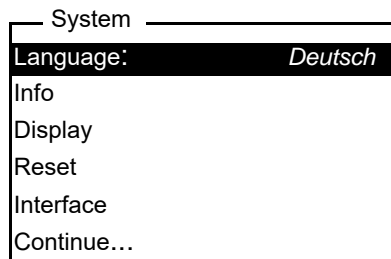 System
Language: Deutsch
Info
Display
Reset
Interface
Continue...